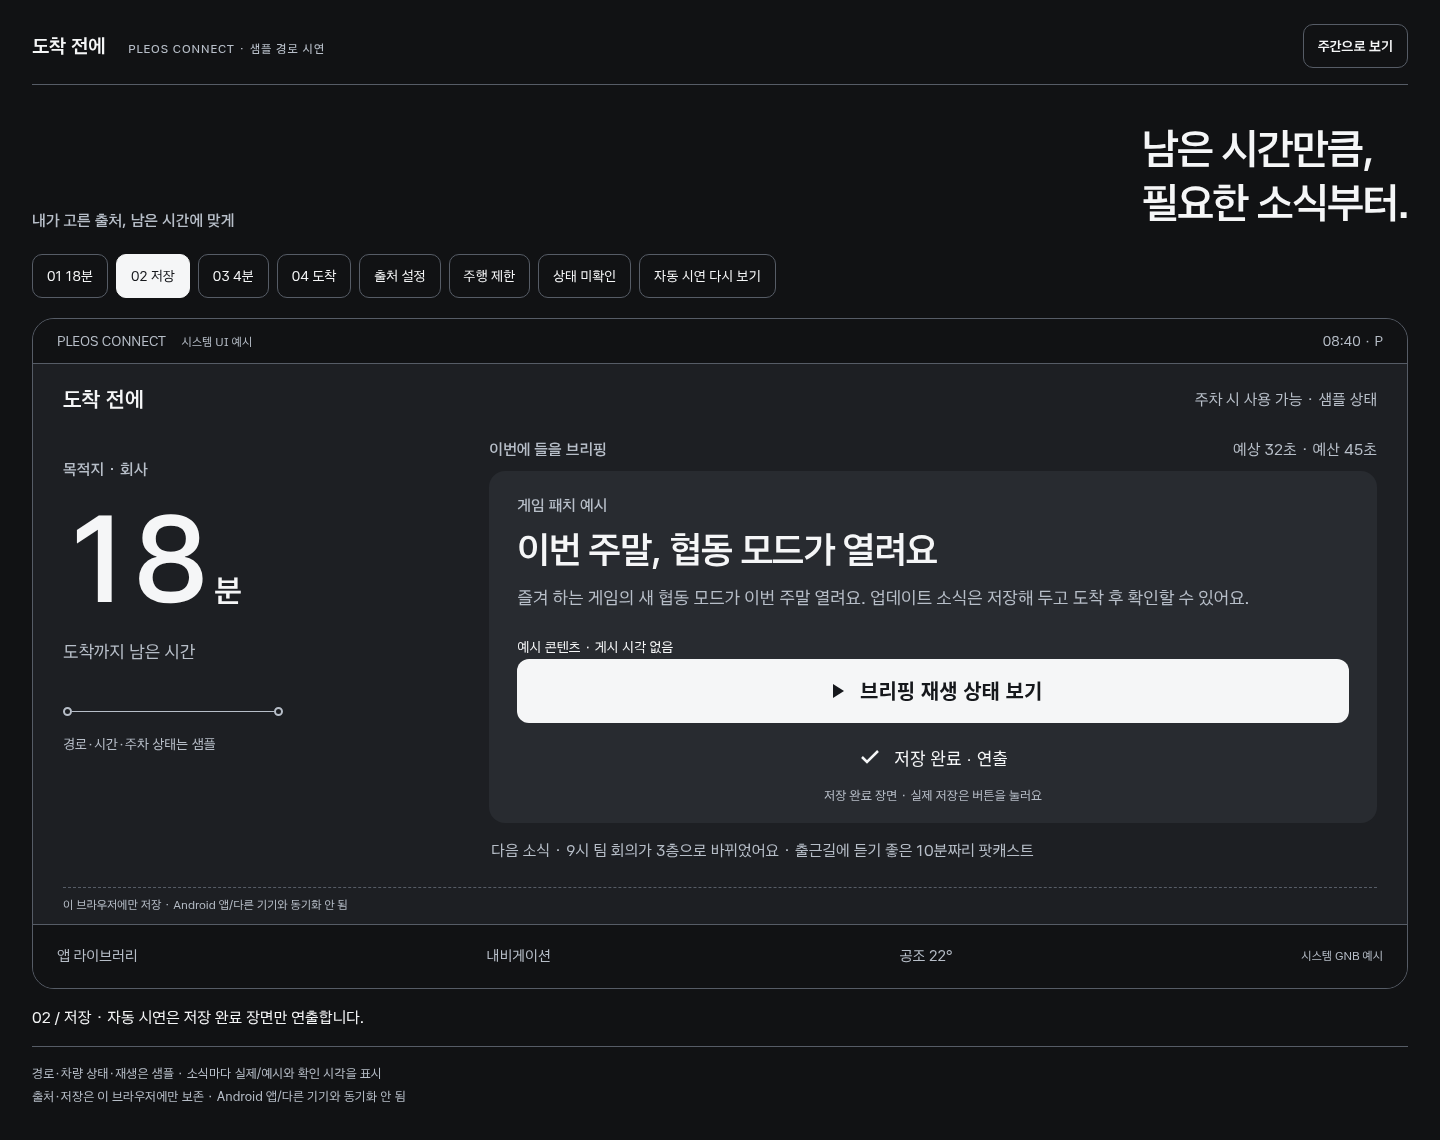 도착 전에 PLEOS CONNECT · 샘플 경로 시연
주간으로 보기
남은 시간만큼,
필요한 소식부터.
내가 고른 출처, 남은 시간에 맞게
01 18분 02 저장 03 4분 04 도착 출처 설정 주행 제한 상태 미확인 자동 시연 다시 보기
PLEOS CONNECT 시스템 UI 예시
08:40 · P
도착 전에
주차 시 사용 가능 · 샘플 상태
목적지 · 회사
18분
도착까지 남은 시간
경로·시간·주차 상태는 샘플
이번에 들을 브리핑
예상 32초 · 예산 45초
게임 패치 예시
이번 주말, 협동 모드가 열려요
즐겨 하는 게임의 새 협동 모드가 이번 주말 열려요. 업데이트 소식은 저장해 두고 도착 후 확인할 수 있어요.
예시 콘텐츠 · 게시 시각 없음
브리핑 재생 상태 보기
저장 완료 · 연출
저장 완료 장면 · 실제 저장은 버튼을 눌러요
다음 소식 · 9시 팀 회의가 3층으로 바뀌었어요 · 출근길에 듣기 좋은 10분짜리 팟캐스트
이 브라우저에만 저장 · Android 앱/다른 기기와 동기화 안 됨
앱 라이브러리 내비게이션 공조 22° 시스템 GNB 예시
02 / 저장 · 자동 시연은 저장 완료 장면만 연출합니다.
경로·차량 상태·재생은 샘플 · 소식마다 실제/예시와 확인 시각을 표시
출처·저장은 이 브라우저에만 보존 · Android 앱/다른 기기와 동기화 안 됨